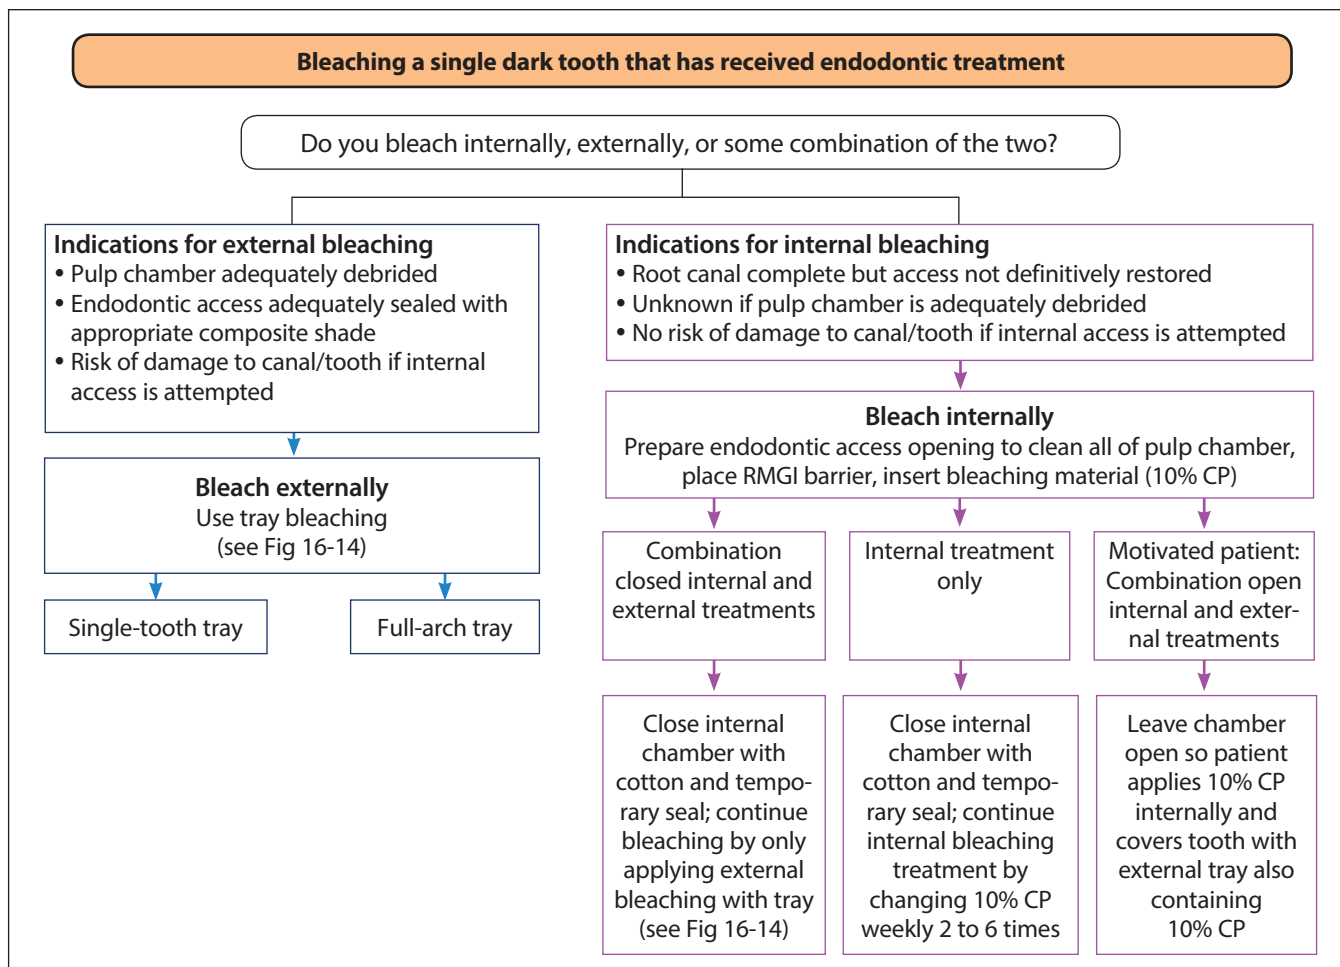 Bleaching a single dark tooth that has received endodontic treatment
Do you bleach internally, externally, or some combination of the two?
Indications for external bleaching
• Pulp chamber adequately debrided
• Endodontic access adequately sealed with
appropriate composite shade
• Risk of damage to canal/tooth if internal
access is attempted
Bleach externally
Use tray bleaching
(see Fig 16-14)
Single-tooth tray
Full-arch tray
Indications for internal bleaching
• Root canal complete but access not definitively restored
• Unknown if pulp chamber is adequately debrided
• No risk of damage to canal/tooth if internal access is attempted
Bleach internally
Prepare endodontic access opening to clean all of pulp chamber,
place RMGI barrier, insert bleaching material (10% CP)
Combination
closed internal and
external treatments
Close internal
chamber with
cotton and tempo-
rary seal; continue
bleaching by only
applying external
bleaching with tray
(see Fig 16-14)
Internal treatment
only
Close internal
chamber with
cotton and tempo-
rary seal; continue
internal bleaching
treatment by
changing 10% CP
weekly 2 to 6 times
Motivated patient:
Combination open
internal and exter-
nal treatments
Leave chamber
open so patient
applies 10% CP
internally and
covers tooth with
external tray also
containing
10% CP